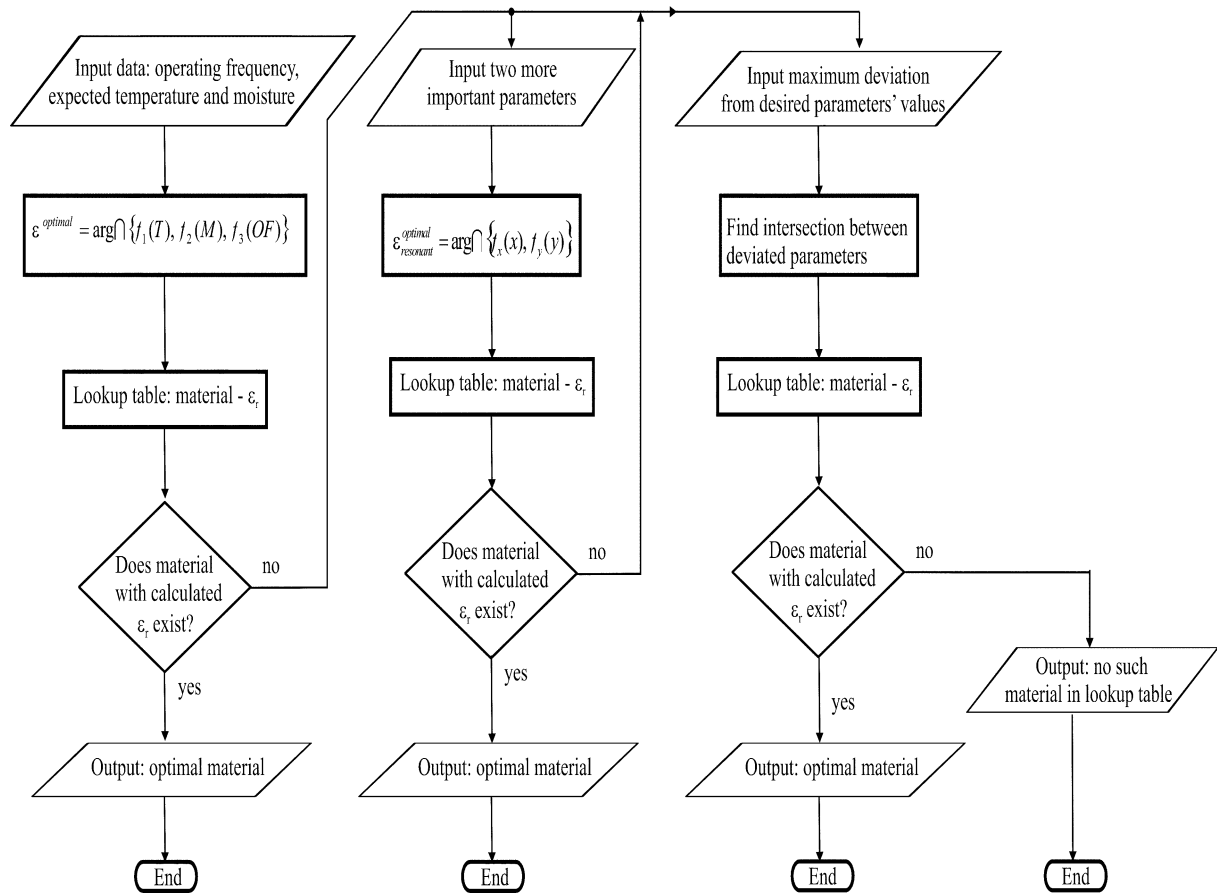 Input data: operating frequency,
expected temperature and moisture
ε^optimal = arg∩{f₁(T), f₂(M), f₃(OF)}
Lookup table: material - εᵣ
Does material
with calculated
εᵣ exist?
no
yes
Output: optimal material
End
Input two more
important parameters
ε^optimal_resonant = arg∩{fₓ(x), f_y(y)}
Lookup table: material - εᵣ
Does material
with calculated
εᵣ exist?
no
yes
Output: optimal material
End
Input maximum deviation
from desired parameters’ values
Find intersection between
deviated parameters
Lookup table: material - εᵣ
Does material
with calculated
εᵣ exist?
no
yes
Output: optimal material
End
Output: no such
material in lookup table
End